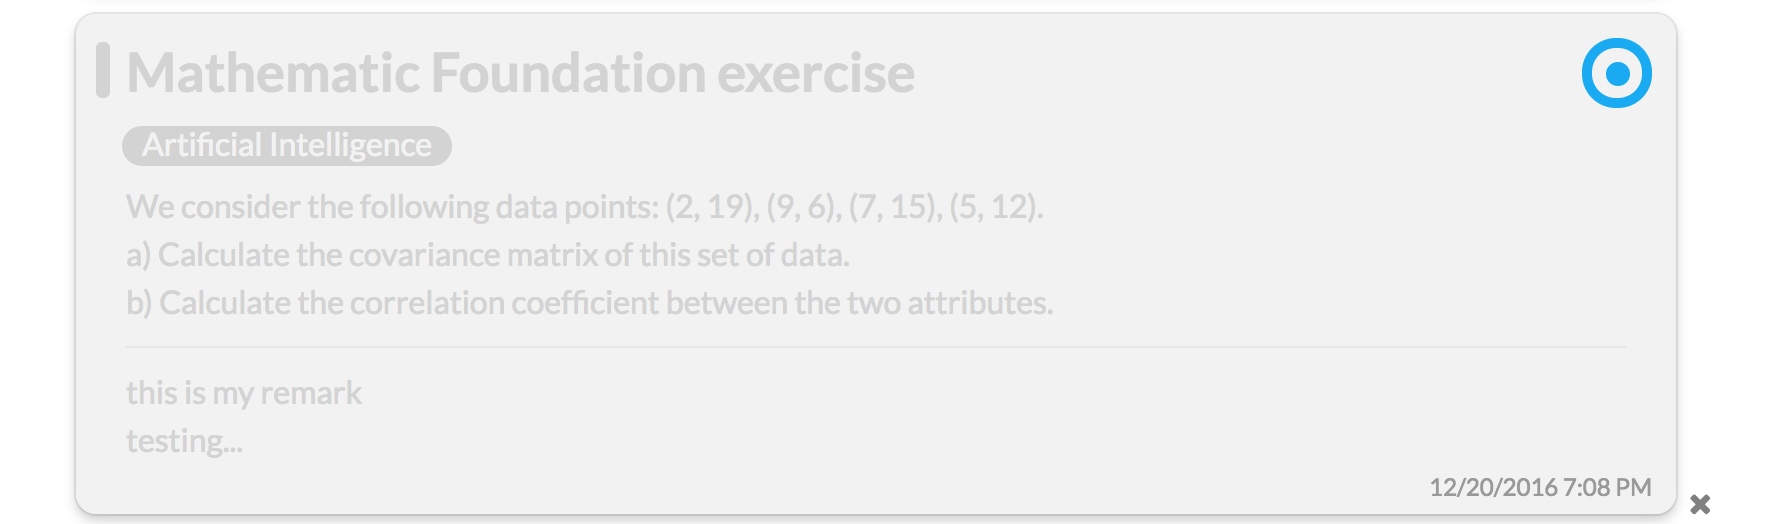 Mathematic Foundation exercise
Artificial Intelligence
We consider the following data points: (2, 19), (9, 6), (7, 15), (5, 12).
a) Calculate the covariance matrix of this set of data.
b) Calculate the correlation coefficient between the two attributes.
this is my remark
testing...
12/20/2016 7:08 PM